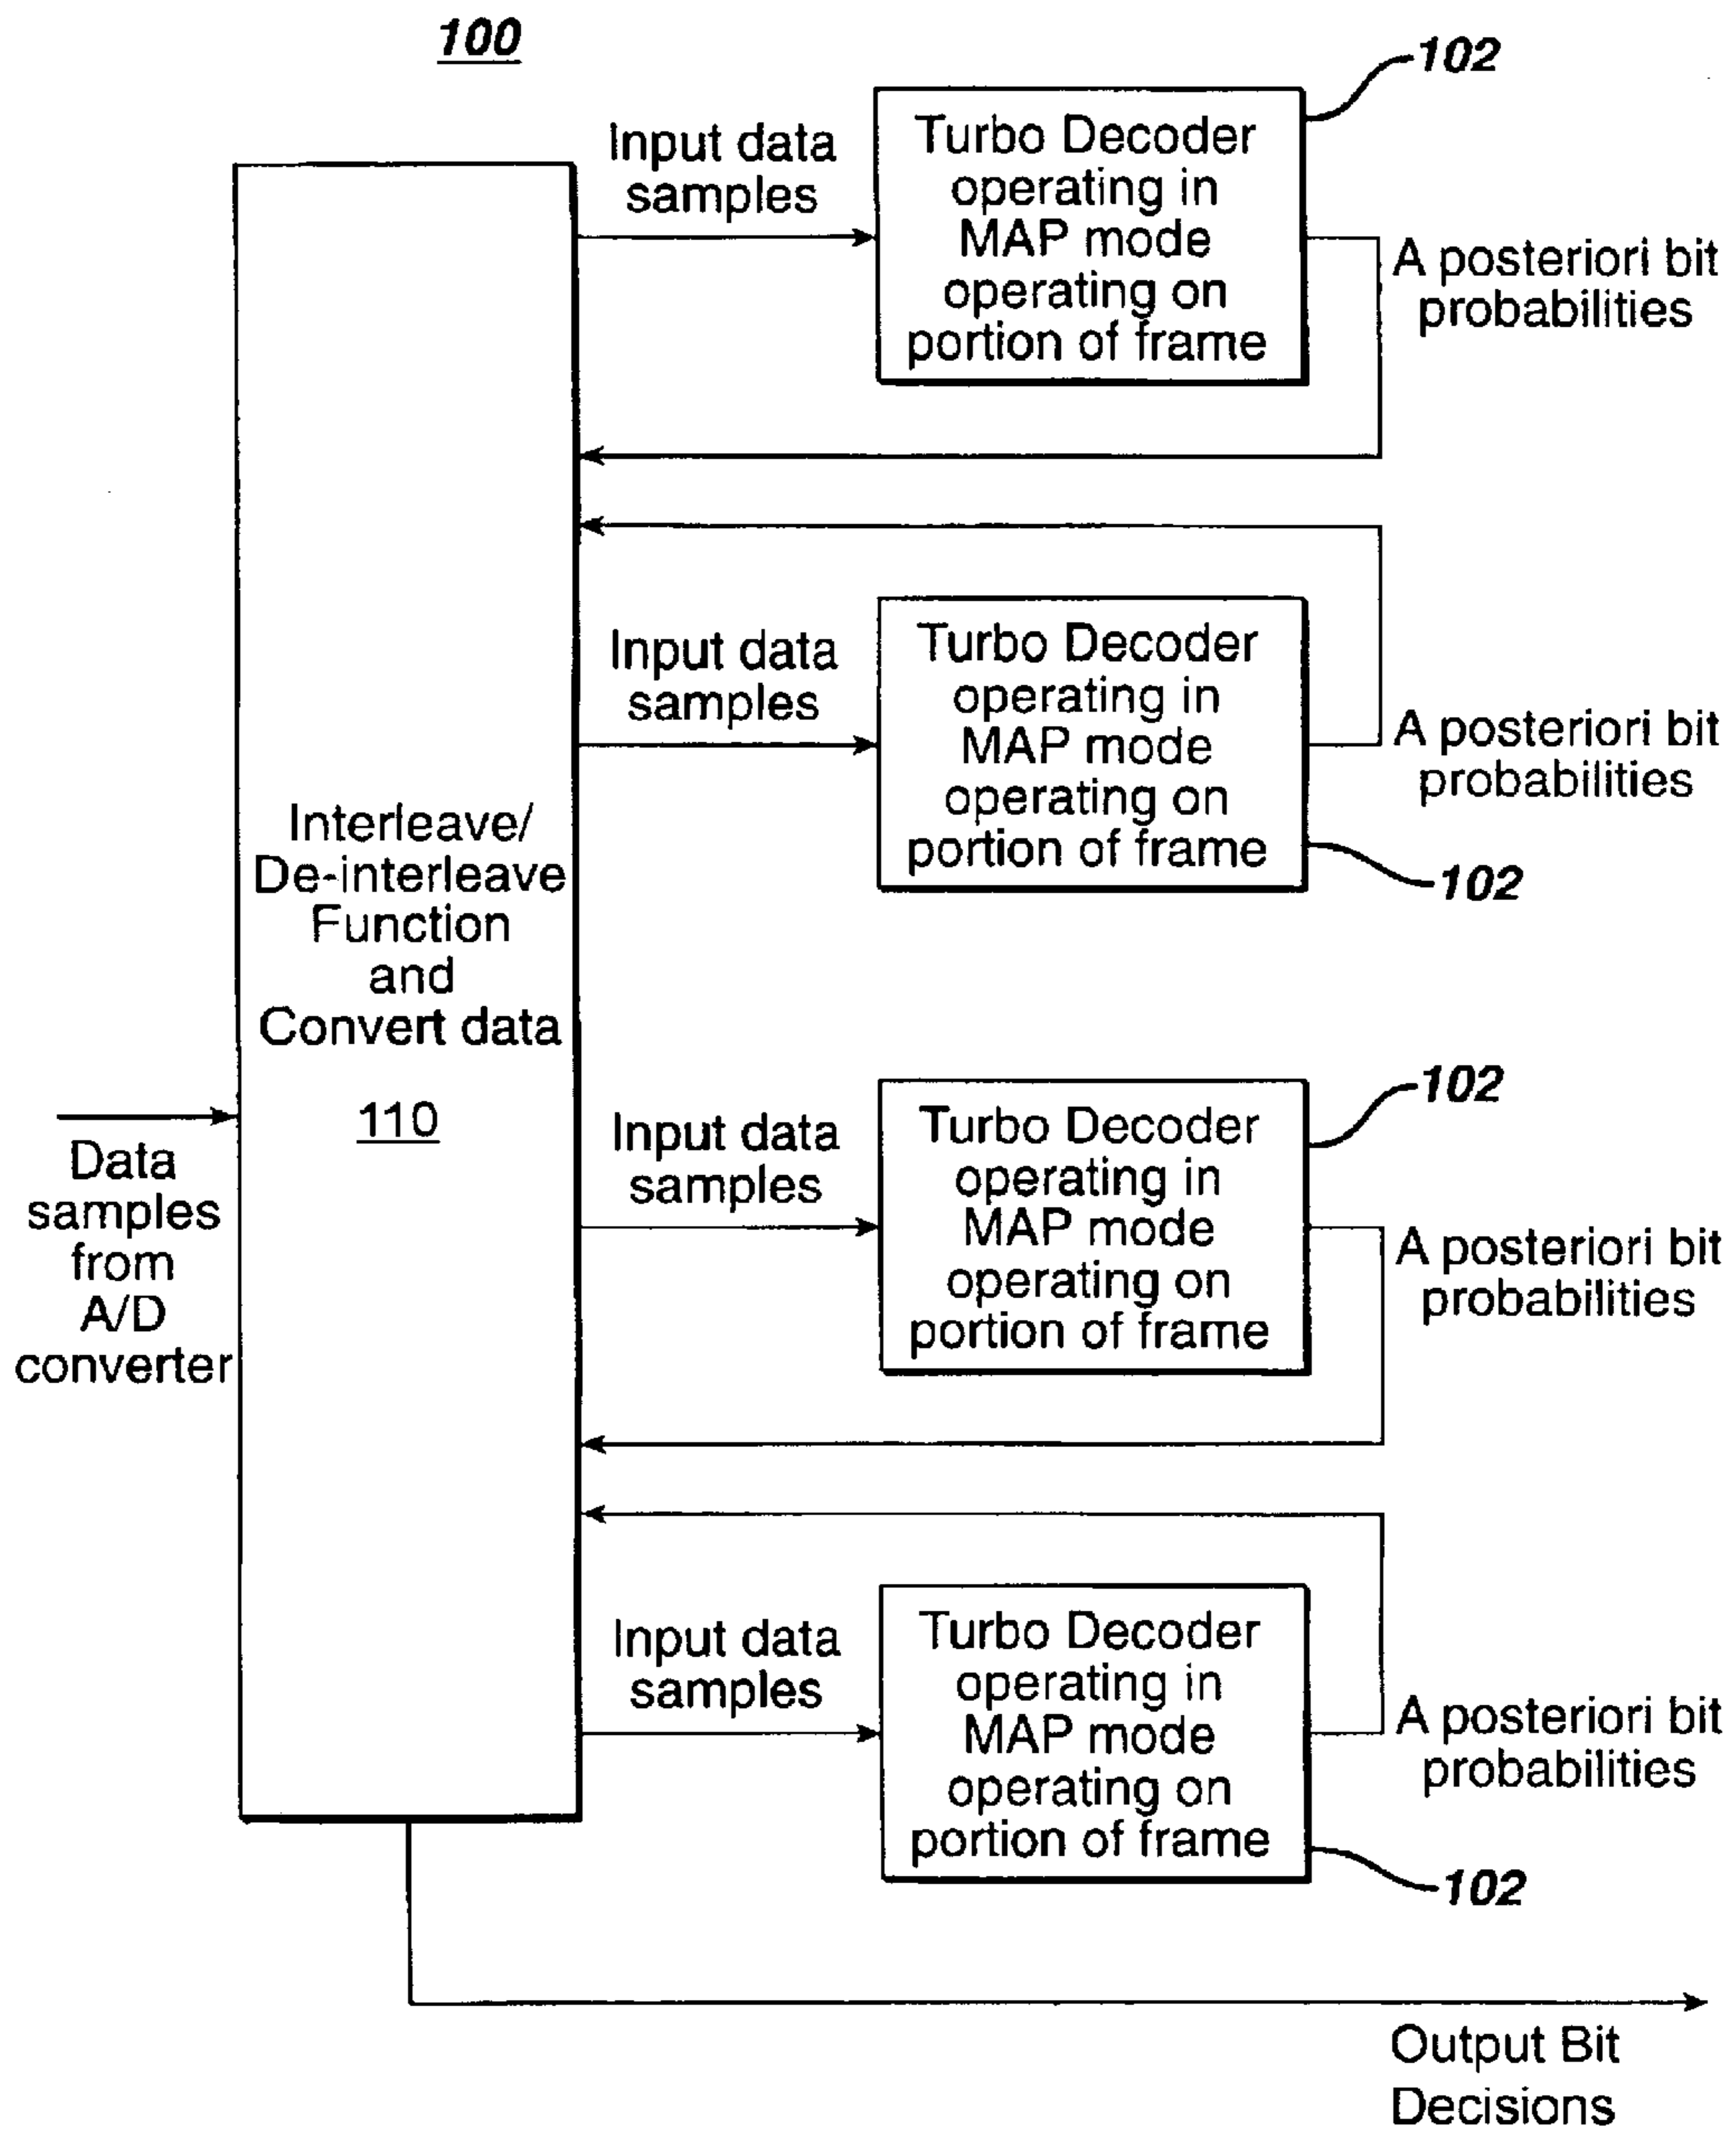 100
102
Input data
samples
Turbo Decoder
operating in
MAP mode
operating on
portion of frame
A posteriori bit
probabilities
Input data
samples
Turbo Decoder
operating in
MAP mode
operating on
portion of frame
A posteriori bit
probabilities
102
Interleave/
De-interleave
Function
and
Convert data
110
Data
samples
from
A/D
converter
102
Input data
samples
Turbo Decoder
operating in
MAP mode
operating on
portion of frame
A posteriori bit
probabilities
Input data
samples
Turbo Decoder
operating in
MAP mode
operating on
portion of frame
A posteriori bit
probabilities
102
Output Bit
Decisions